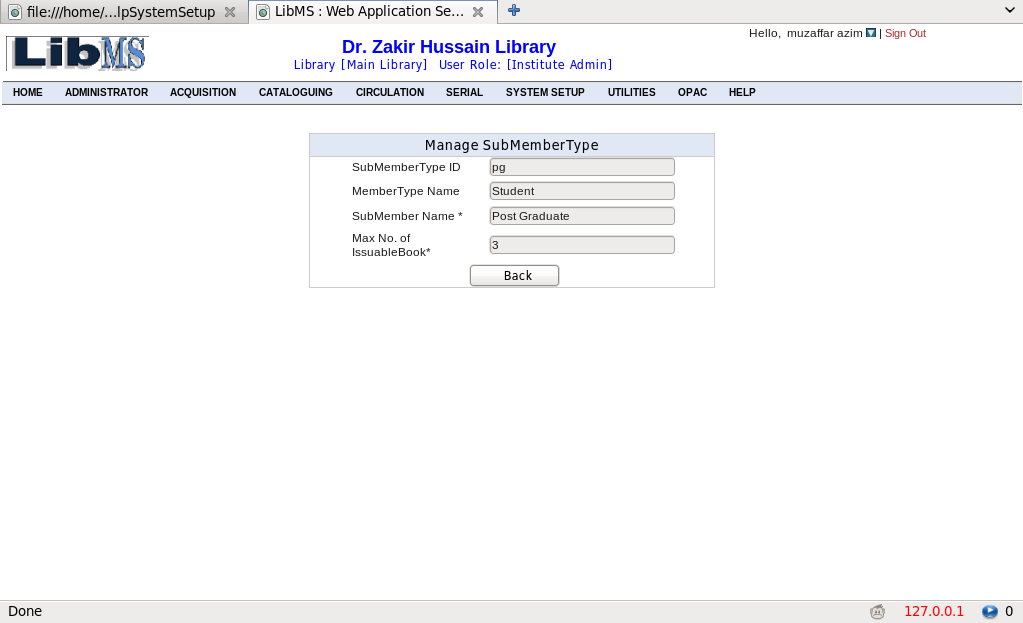 file:///home/...lpSystemSetup LibMS : Web Application Se...
Hello, muzaffar azim | Sign Out
LibMS
Dr. Zakir Hussain Library
Library [Main Library] User Role: [Institute Admin]
HOME ADMINISTRATOR ACQUISITION CATALOGUING CIRCULATION SERIAL SYSTEM SETUP UTILITIES OPAC HELP
Manage SubMemberType
SubMemberType ID pg
MemberType Name Student
SubMember Name * Post Graduate
Max No. of
IssuableBook* 3
Back
Done 127.0.0.1 0